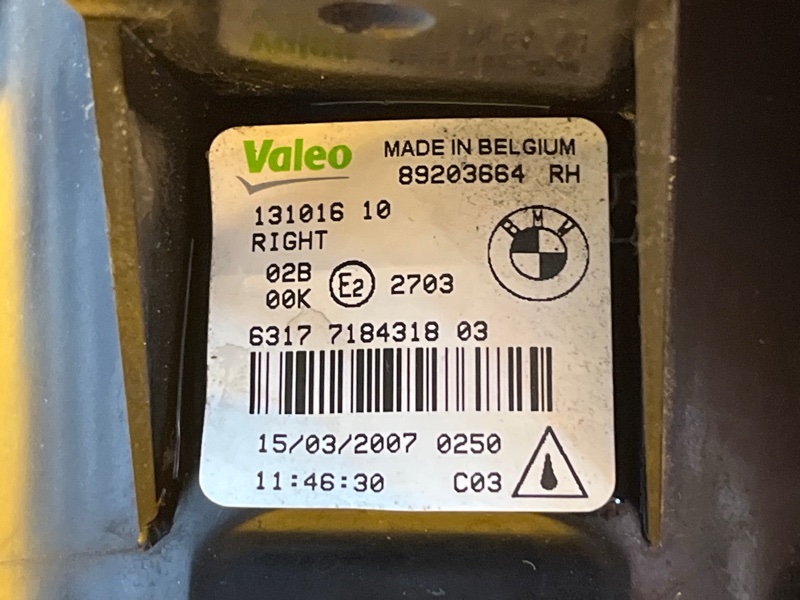 Valeo MADE IN BELGIUM
89203664 RH
131016 10
RIGHT
BMW
02B
00K E2 2703
6317 7184318 03
15/03/2007 0250
11:46:30 C03